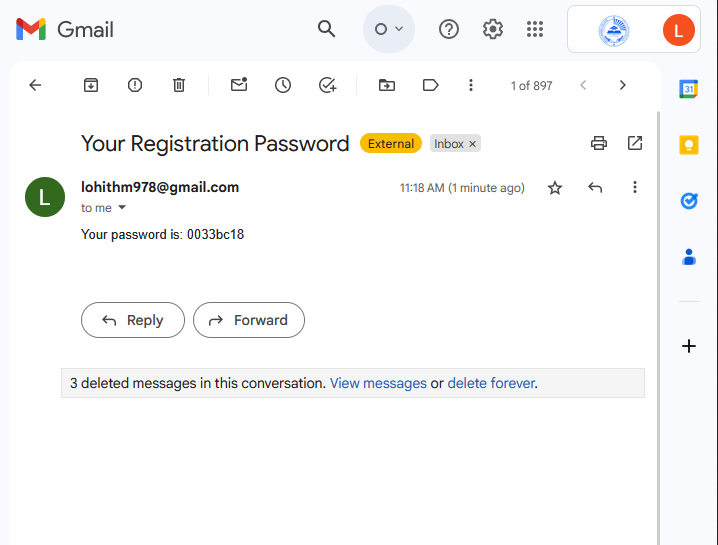 Gmail
L
1 of 897
31
Your Registration Password External Inbox ×
L
lohithm978@gmail.com 11:18 AM (1 minute ago)
to me
Your password is: 0033bc18
Reply Forward
3 deleted messages in this conversation. View messages or delete forever.